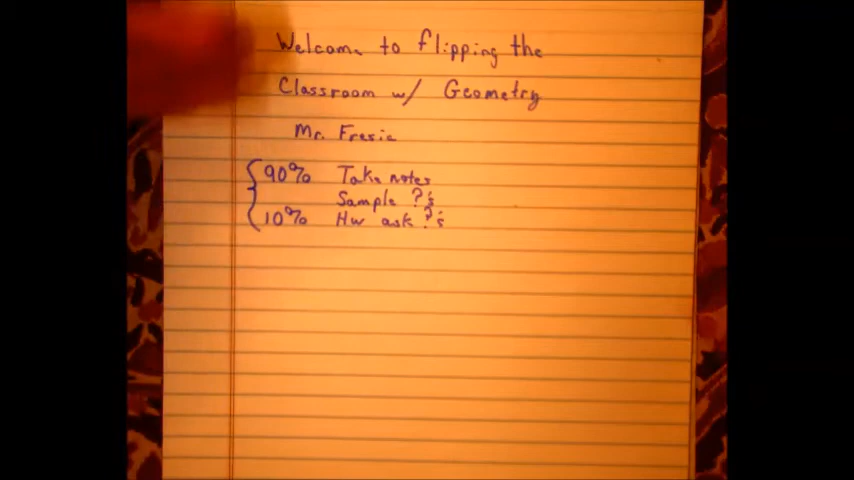 Welcome to flipping the
Classroom w/ Geometry
Mr. Fresie
90% Take notes
Sample ?'s
10% Hw ask ?'s